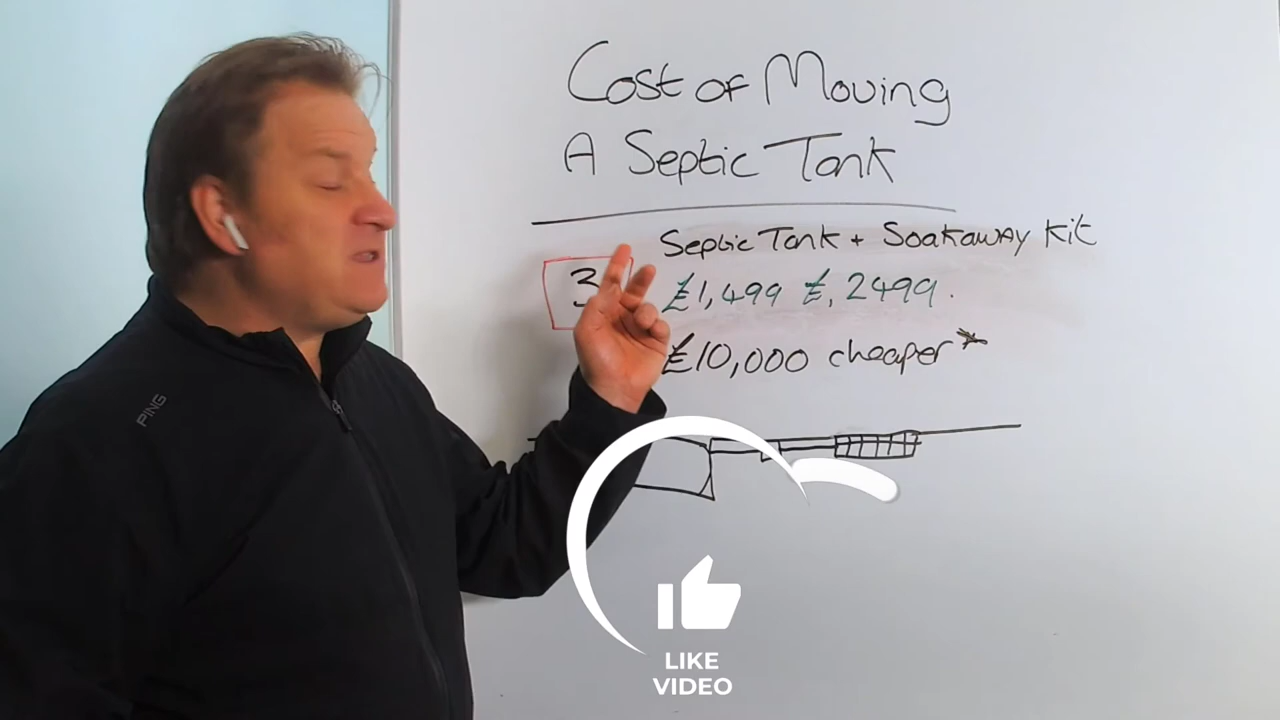 Cost of Moving
A Septic Tank
Septic Tank + Soakaway Kit
3
£1,499 £,2499.
£10,000 cheaper*
PING
LIKE
VIDEO